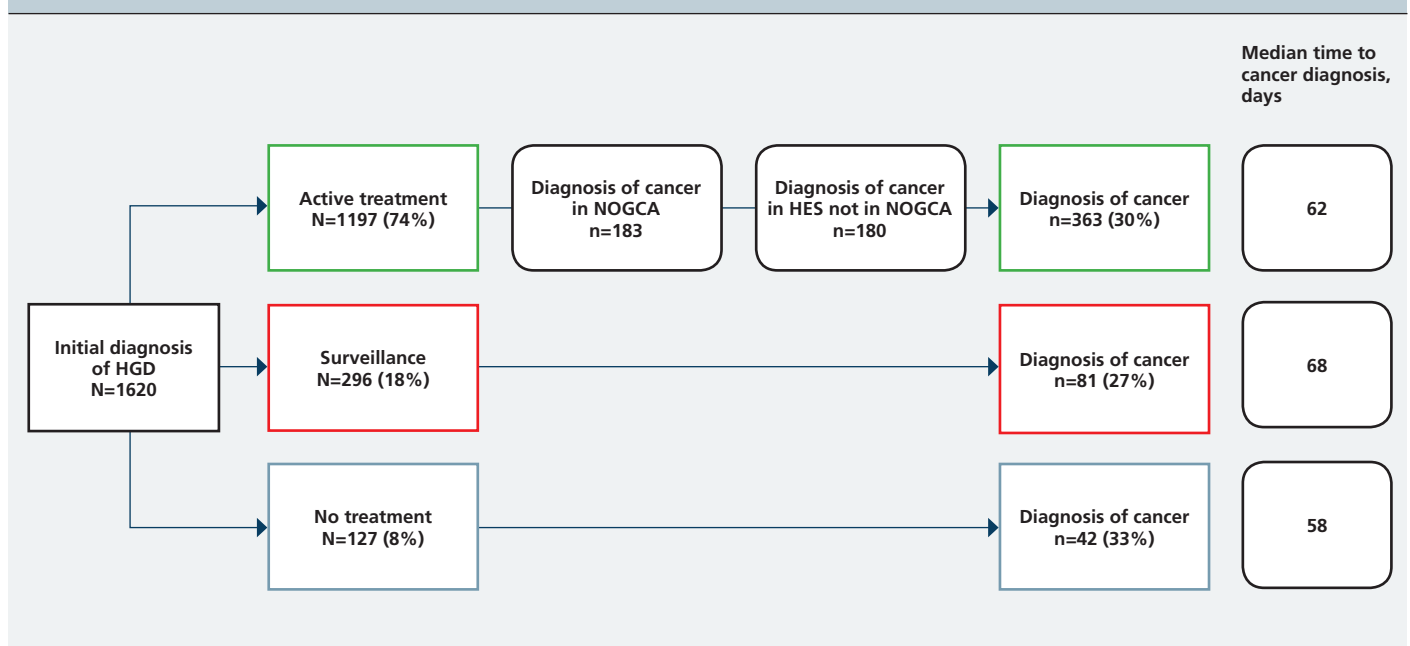 Median time to
cancer diagnosis,
days
Active treatment
N=1197 (74%)
Diagnosis of cancer
in NOGCA
n=183
Diagnosis of cancer
in HES not in NOGCA
n=180
Diagnosis of cancer
n=363 (30%)
62
Initial diagnosis
of HGD
N=1620
Surveillance
N=296 (18%)
Diagnosis of cancer
n=81 (27%)
68
No treatment
N=127 (8%)
Diagnosis of cancer
n=42 (33%)
58